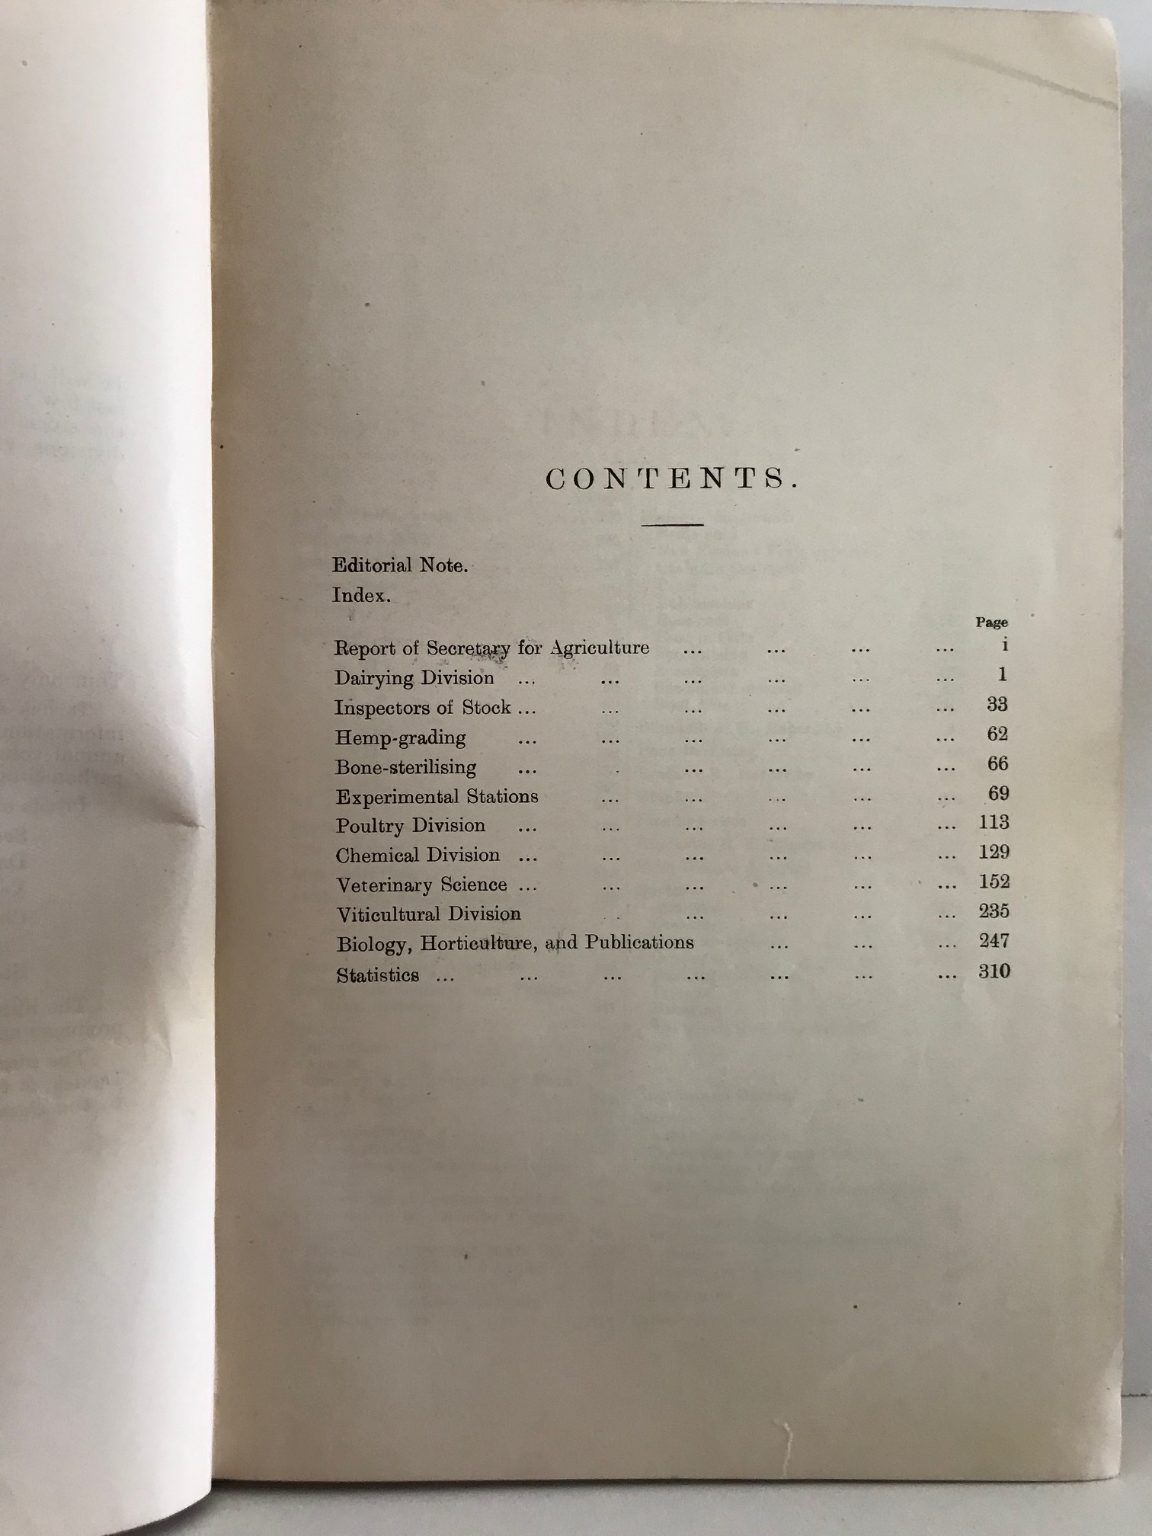 CONTENTS.
Editorial Note.
Index.
Page
Report of Secretary for Agriculture ... ... ... ... i
Dairying Division ... ... ... ... ... ... 1
Inspectors of Stock ... ... ... ... ... ... 33
Hemp-grading ... ... ... ... ... ... 62
Bone-sterilising ... . ... ... ... ... 66
Experimental Stations ... ... ... ... ... 69
Poultry Division ... ... ... ... ... ... 113
Chemical Division ... ... ... ... ... ... 129
Veterinary Science ... ... ... ... ... ... 152
Viticultural Division . . ... ... ... ... 235
Biology, Horticulture, and Publications ... ... ... 247
Statistics ... ... ... ... ... ... ... 310